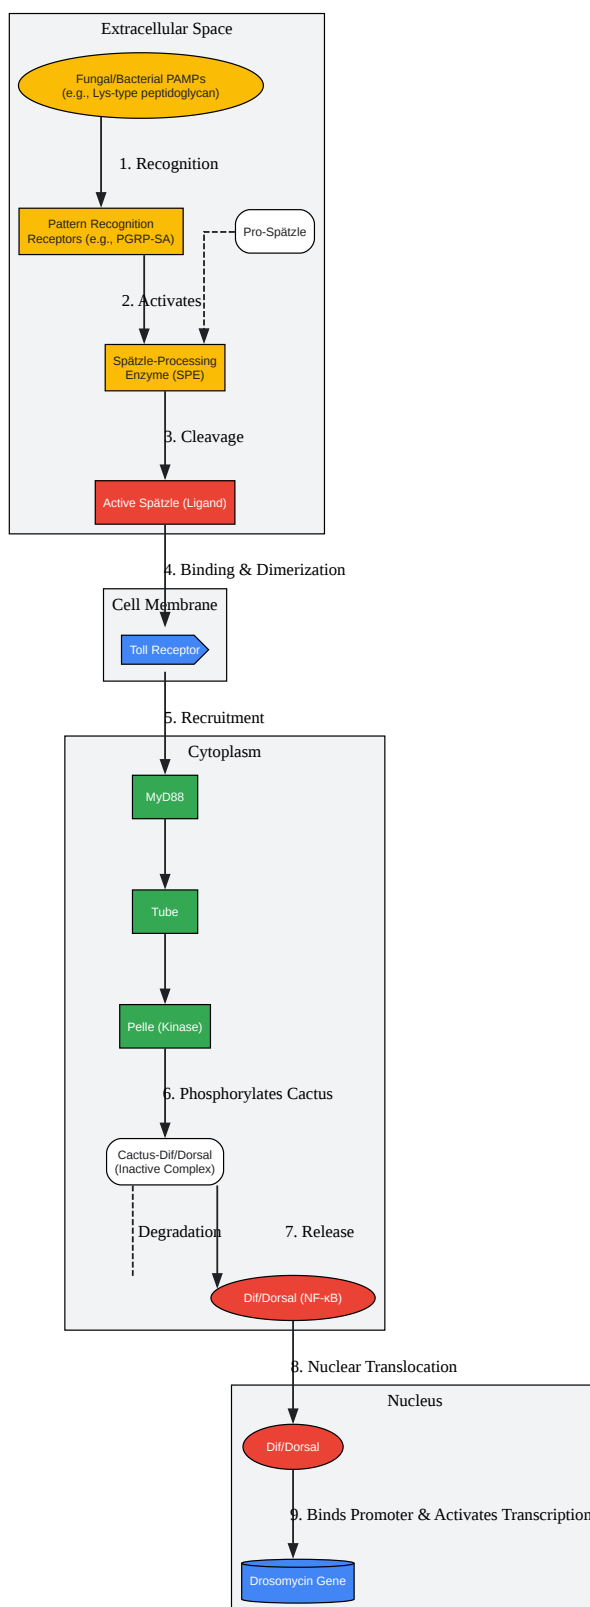 Extracellular Space
Fungal/Bacterial PAMPs
(e.g., Lys-type peptidoglycan)
1. Recognition
Pattern Recognition
Receptors (e.g., PGRP-SA)
Pro-Spätzle
2. Activates
Spätzle-Processing
Enzyme (SPE)
3. Cleavage
Active Spätzle (Ligand)
4. Binding & Dimerization
Cell Membrane
Toll Receptor
5. Recruitment
Cytoplasm
MyD88
Tube
Pelle (Kinase)
6. Phosphorylates Cactus
Cactus-Dif/Dorsal
(Inactive Complex)
Degradation
7. Release
Dif/Dorsal (NF-κB)
8. Nuclear Translocation
Nucleus
Dif/Dorsal
9. Binds Promoter & Activates Transcription
Drosomycin Gene